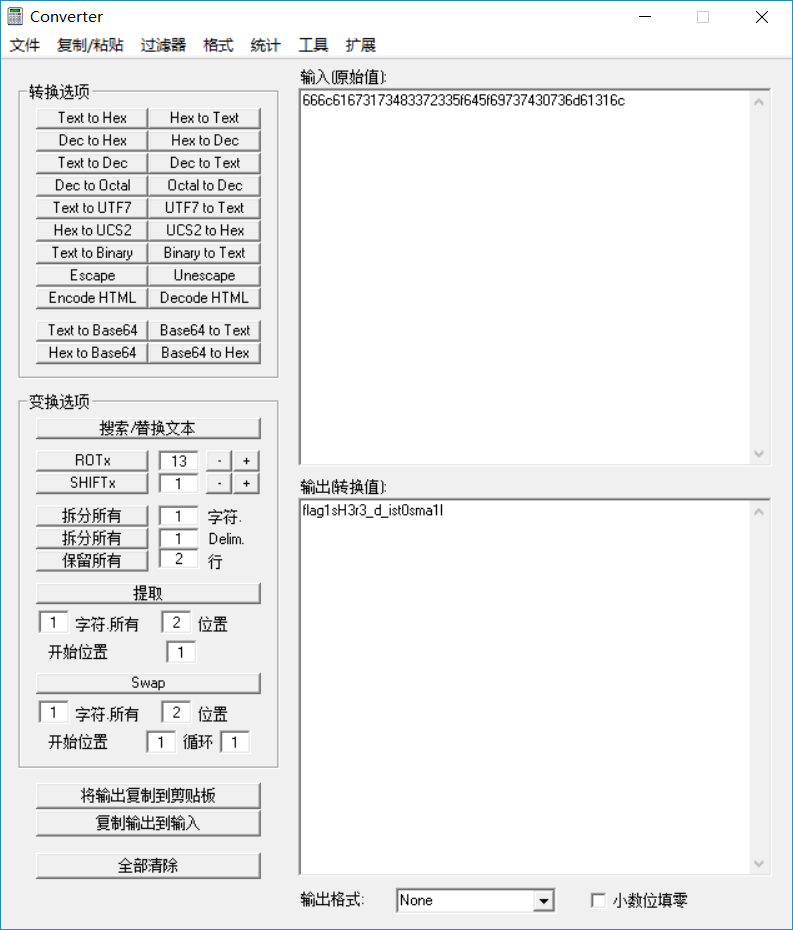 Converter
文件 复制/粘贴 过滤器 格式 统计 工具 扩展
转换选项
Text to Hex Hex to Text
Dec to Hex Hex to Dec
Text to Dec Dec to Text
Dec to Octal Octal to Dec
Text to UTF7 UTF7 to Text
Hex to UCS2 UCS2 to Hex
Text to Binary Binary to Text
Escape Unescape
Encode HTML Decode HTML
Text to Base64 Base64 to Text
Hex to Base64 Base64 to Hex
变换选项
搜索/替换文本
ROTx 13 - +
SHIFTx 1 - +
拆分所有 1 字符.
拆分所有 1 Delim.
保留所有 2 行
提取
1 字符.所有 2 位置
开始位置 1
Swap
1 字符.所有 2 位置
开始位置 1 循环 1
将输出复制到剪贴板
复制输出到输入
全部清除
输入(原始值):
666c61673173483372335f645f69737430736d61316c
输出(转换值):
flag1sH3r3_d_ist0sma1l
输出格式: None 小数位填零